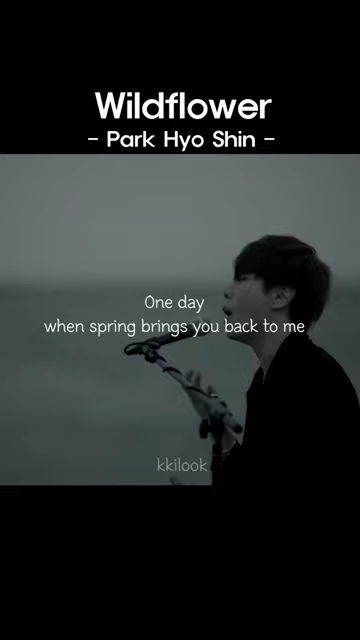 Wildflower
- Park Hyo Shin -
One day
when spring brings you back to me
kkilook